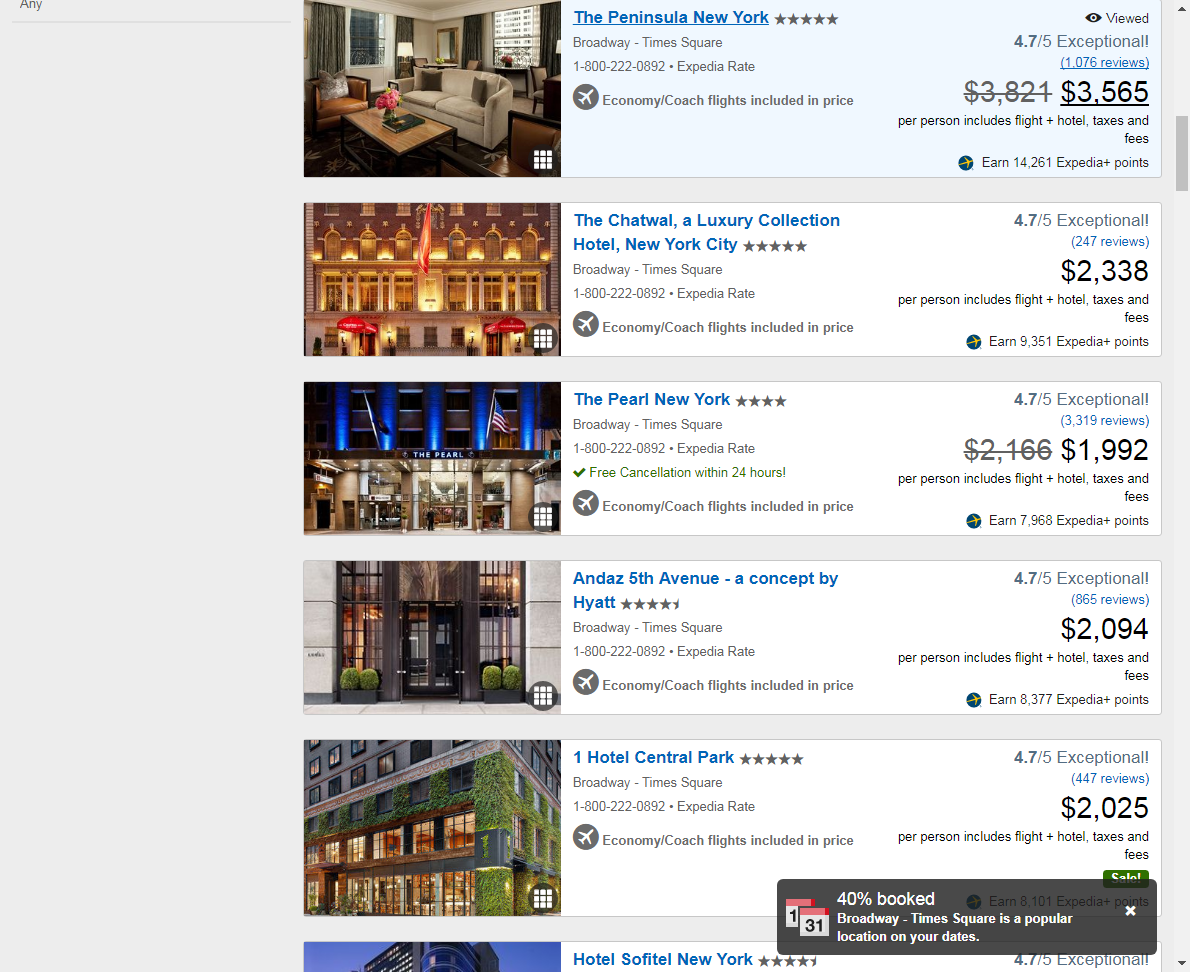 Any
The Peninsula New York
Viewed
Broadway - Times Square
4.7/5 Exceptional!
1-800-222-0892 • Expedia Rate
(1,076 reviews)
Economy/Coach flights included in price
$3,821 $3,565
per person includes flight + hotel, taxes and
fees
Earn 14,261 Expedia+ points
The Chatwal, a Luxury Collection
Hotel, New York City
4.7/5 Exceptional!
(247 reviews)
Broadway - Times Square
$2,338
1-800-222-0892 • Expedia Rate
per person includes flight + hotel, taxes and
fees
Economy/Coach flights included in price
Earn 9,351 Expedia+ points
THE PEARL
The Pearl New York
4.7/5 Exceptional!
Broadway - Times Square
(3,319 reviews)
1-800-222-0892 • Expedia Rate
$2,166 $1,992
Free Cancellation within 24 hours!
per person includes flight + hotel, taxes and
fees
Economy/Coach flights included in price
Earn 7,968 Expedia+ points
Andaz 5th Avenue - a concept by
Hyatt
4.7/5 Exceptional!
(865 reviews)
Broadway - Times Square
$2,094
1-800-222-0892 • Expedia Rate
per person includes flight + hotel, taxes and
fees
Economy/Coach flights included in price
Earn 8,377 Expedia+ points
1 Hotel Central Park
4.7/5 Exceptional!
Broadway - Times Square
(447 reviews)
1-800-222-0892 • Expedia Rate
$2,025
Economy/Coach flights included in price
per person includes flight + hotel, taxes and
fees
Sale!
Earn 8,101 Expedia+ points
1
31
40% booked
Broadway - Times Square is a popular
location on your dates.
Hotel Sofitel New York
4.7/5 Exceptional!